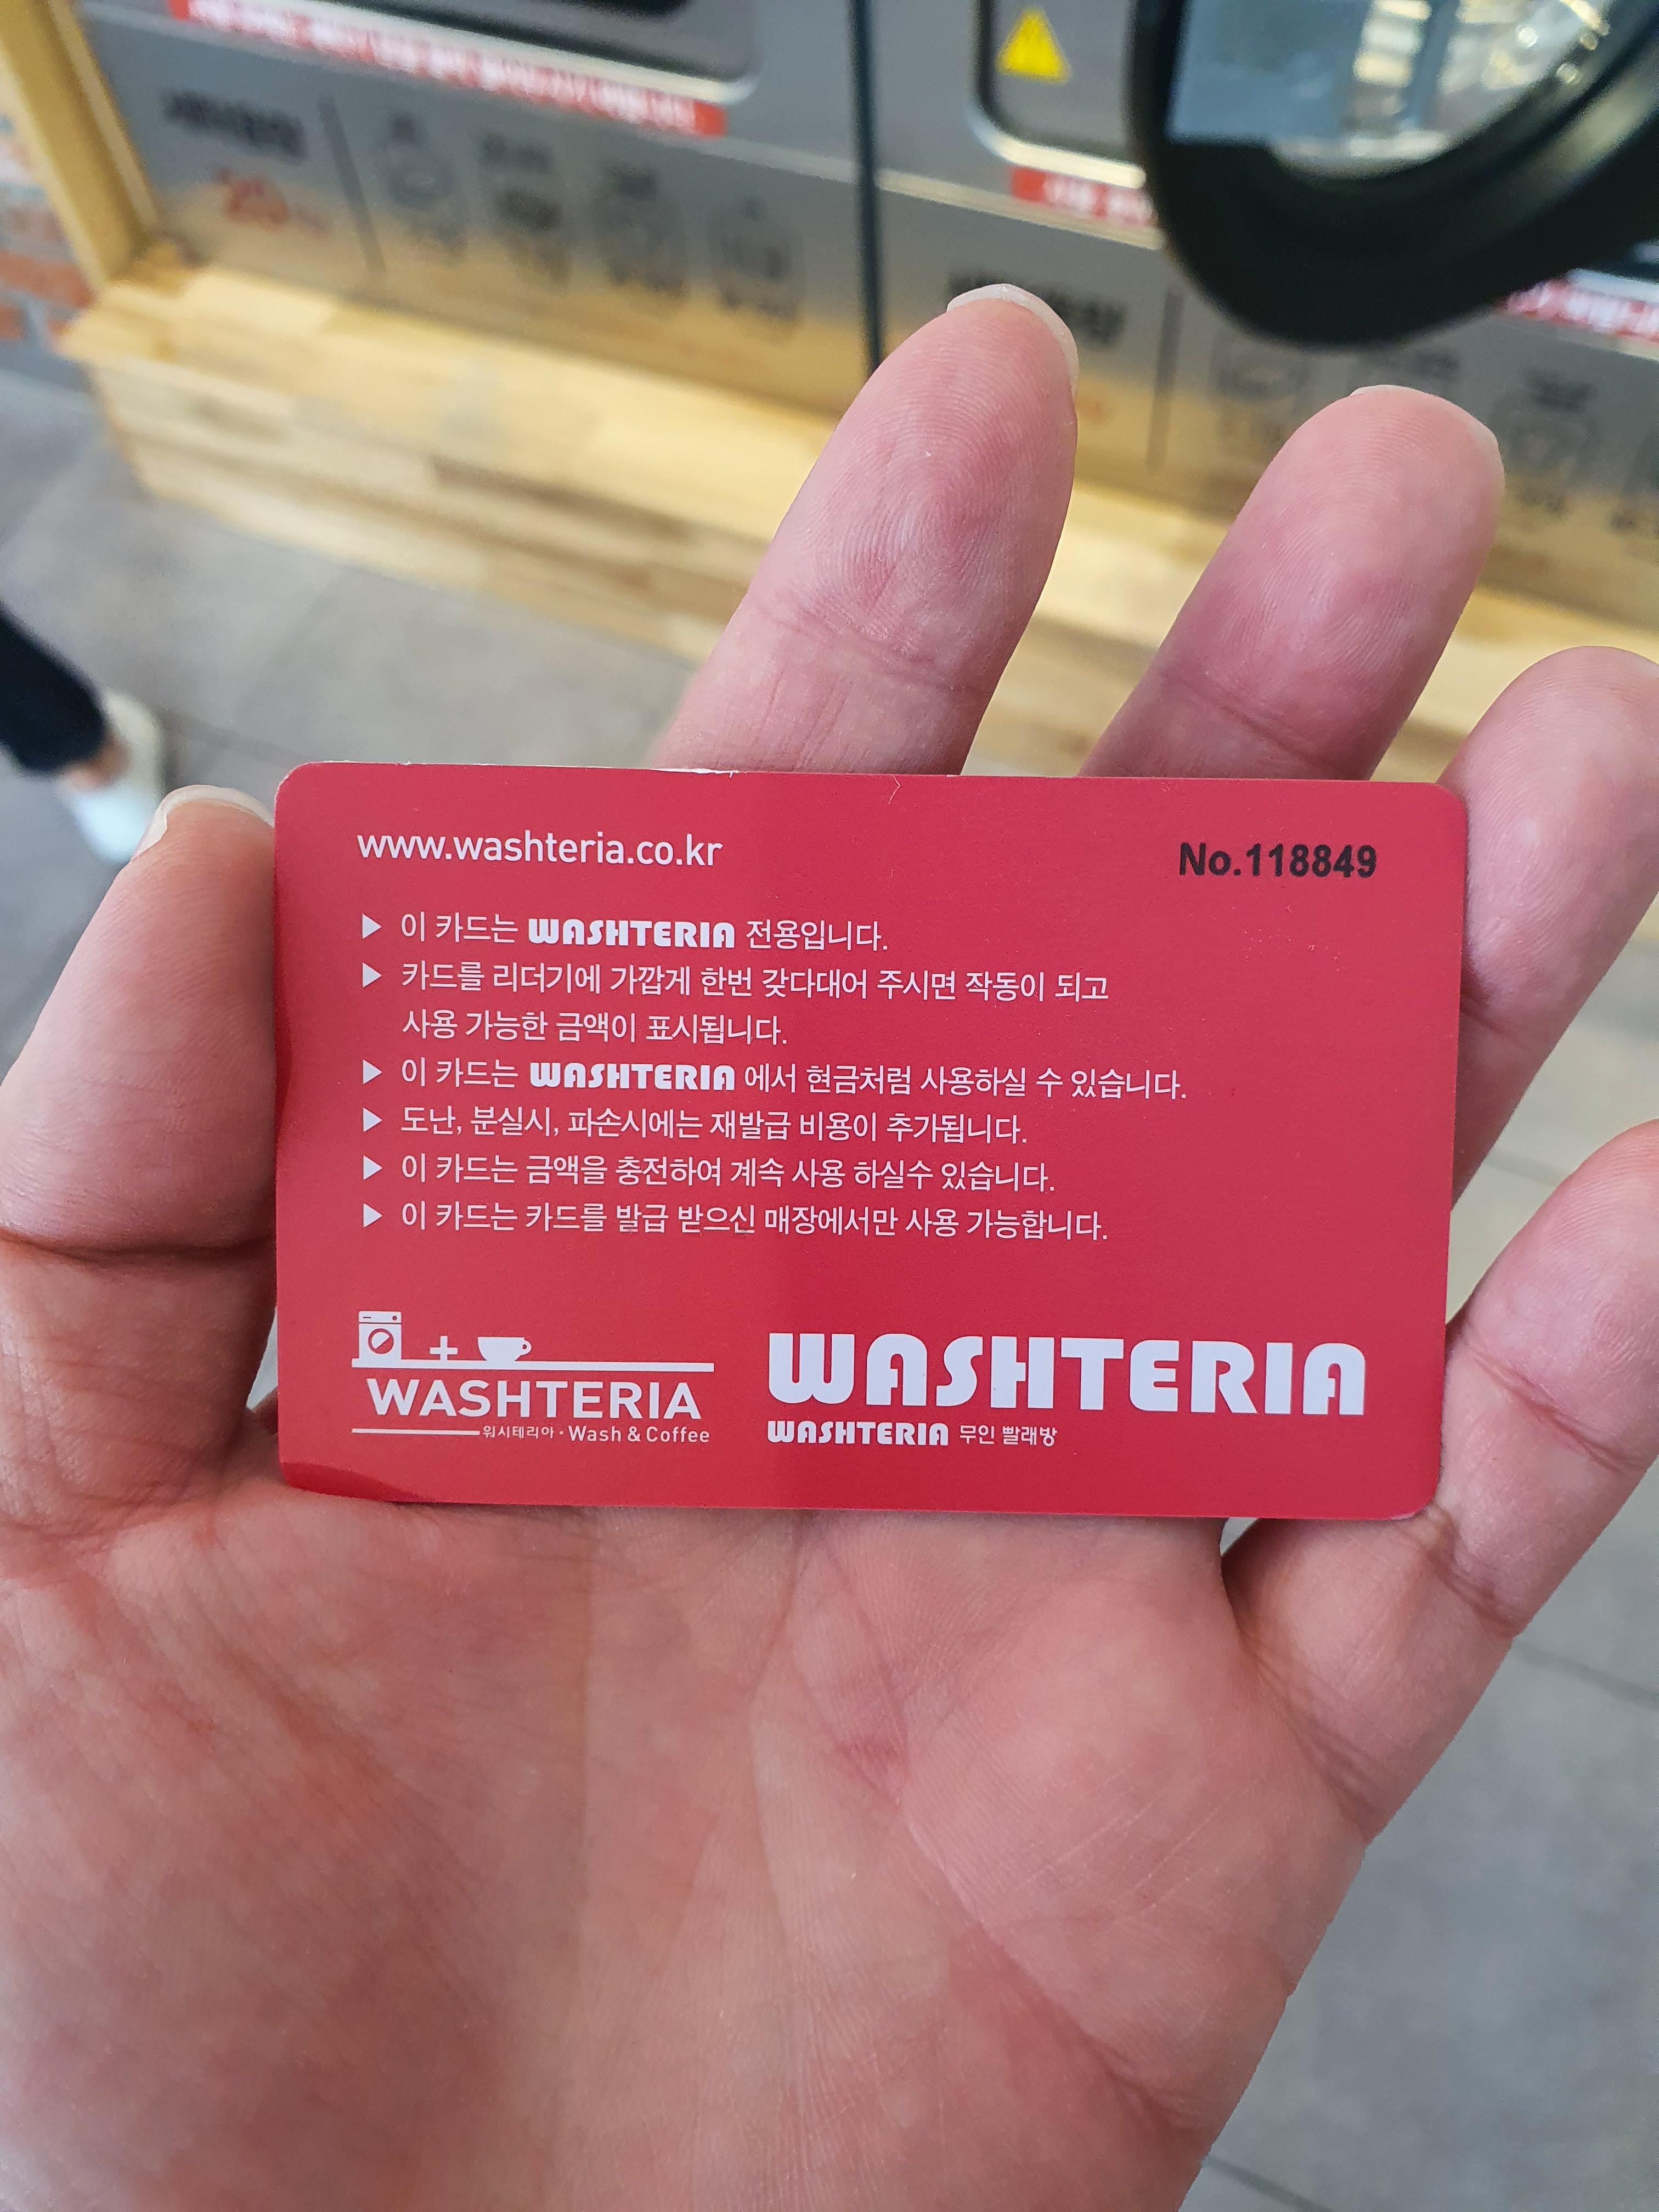 www.washteria.co.kr
No.118849
▶ 이 카드는 WASHTERIA 전용입니다.
▶ 카드를 리더기에 가깝게 한번 갖다대어 주시면 작동이 되고
사용 가능한 금액이 표시됩니다.
▶ 이 카드는 WASHTERIA 에서 현금처럼 사용하실 수 있습니다.
▶ 도난, 분실시, 파손시에는 재발급 비용이 추가됩니다.
▶ 이 카드는 금액을 충전하여 계속 사용 하실수 있습니다.
▶ 이 카드는 카드를 발급 받으신 매장에서만 사용 가능합니다.
+
WASHTERIA
워시테리아 · Wash & Coffee
WASHTERIA
WASHTERIA 무인 빨래방